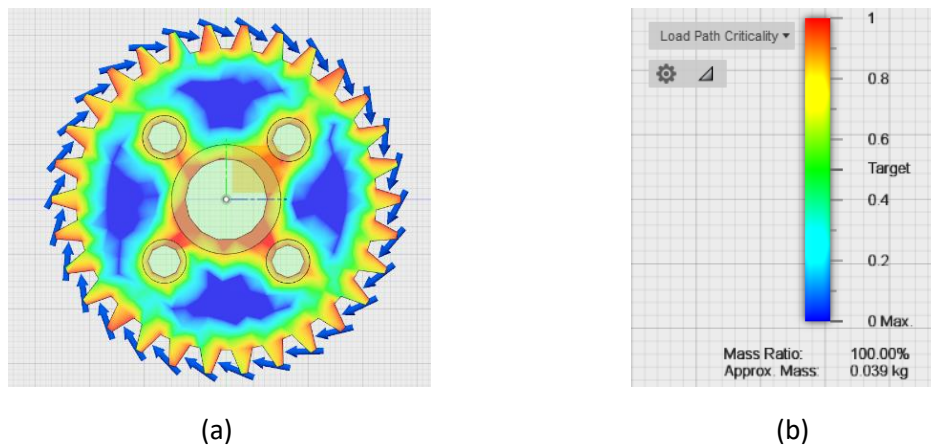 Load Path Criticality
1
0.8
0.6
Target
0.4
0.2
0 Max.
Mass Ratio: 100.00%
Approx. Mass: 0.039 kg
(a)
(b)